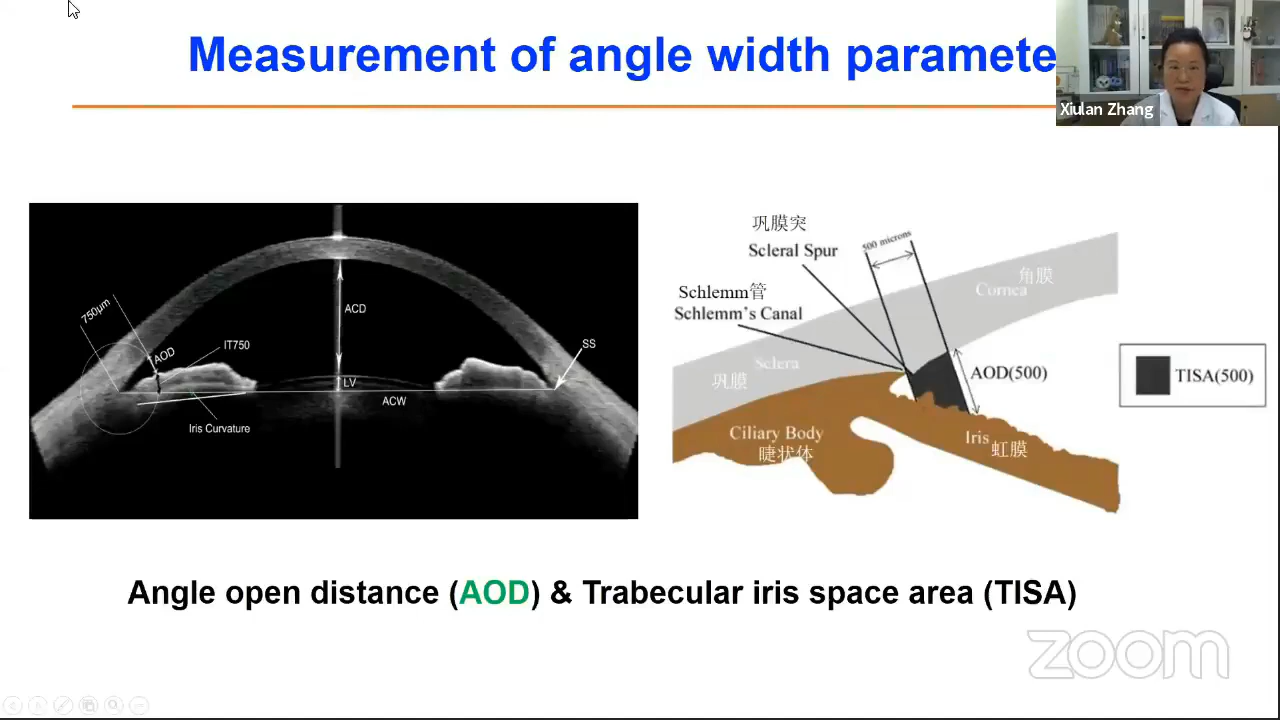 Measurement of angle width paramete
Xiulan Zhang
750μm
AOD
IT750
ACD
SS
LV
ACW
Iris Curvature
巩膜突
Scleral Spur
500 microns
Schlemm管
Schlemm's Canal
角膜
Cornea
Sclera
巩膜
AOD(500)
TISA(500)
Ciliary Body
睫状体
Iris
虹膜
Angle open distance (AOD) & Trabecular iris space area (TISA)
zoom